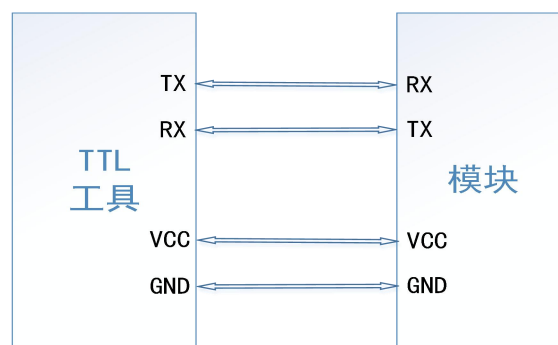 TX
RX
RX
TX
TTL
工具
模块
VCC
VCC
GND
GND